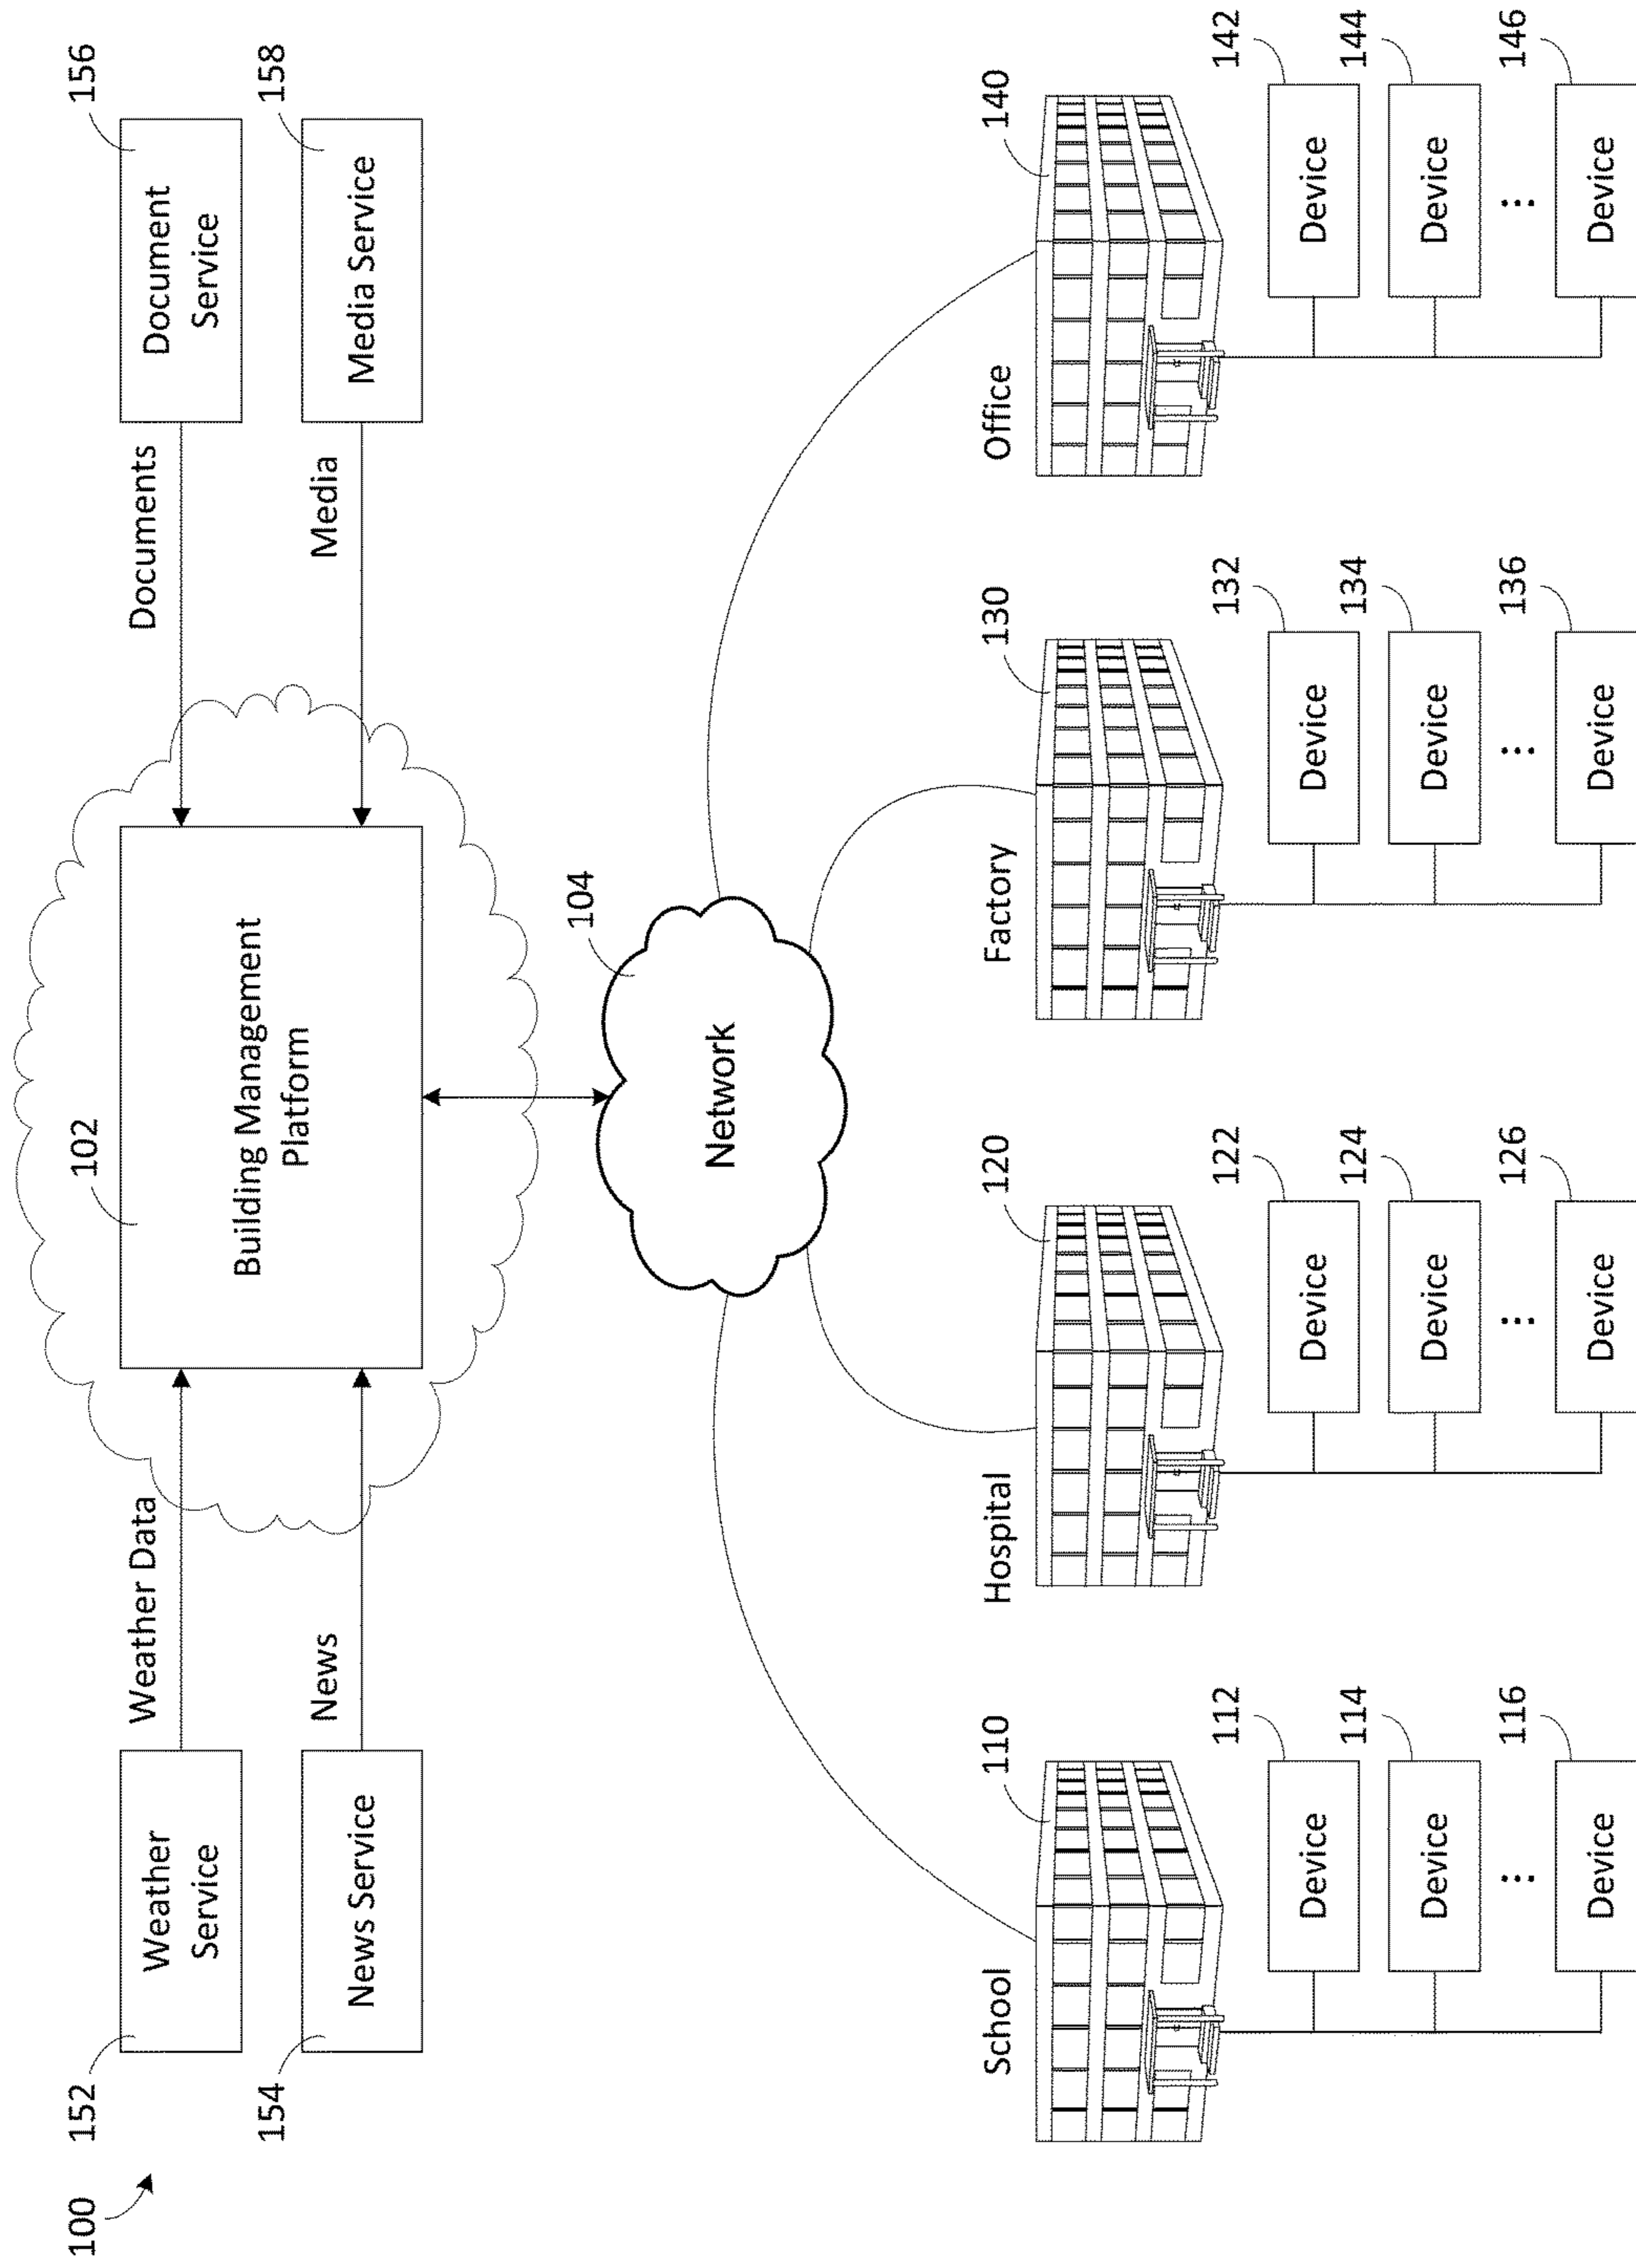 100
152
Weather
Service
Weather Data
102
Building Management
Platform
Documents
Document
Service
156
154
News Service
News
Media
Media Service
158
104
Network
School
110
Hospital
120
Factory
130
Office
140
112
Device
114
Device
⋮
116
Device
122
Device
124
Device
⋮
126
Device
132
Device
134
Device
⋮
136
Device
142
Device
144
Device
⋮
146
Device